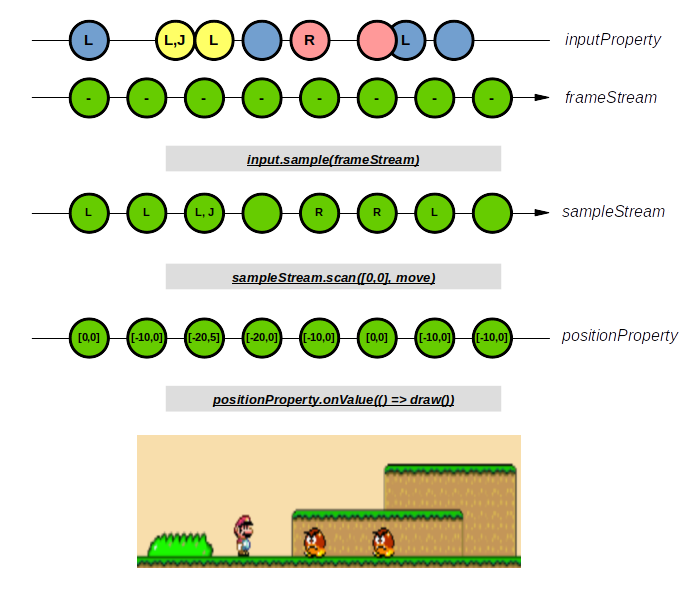 L L,J L R L inputProperty
- - - - - - - - frameStream
input.sample(frameStream)
L L L, J R R L sampleStream
sampleStream.scan([0,0], move)
[0,0] [-10,0] [-20,5] [-20,0] [-10,0] [0,0] [-10,0] [-10,0] positionProperty
positionProperty.onValue(() => draw())